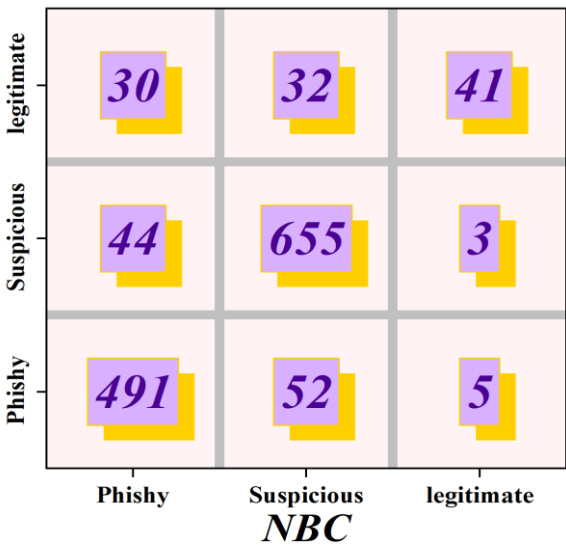 legitimate 30 32 41
Suspicious 44 655 3
Phishy 491 52 5
Phishy Suspicious legitimate
NBC